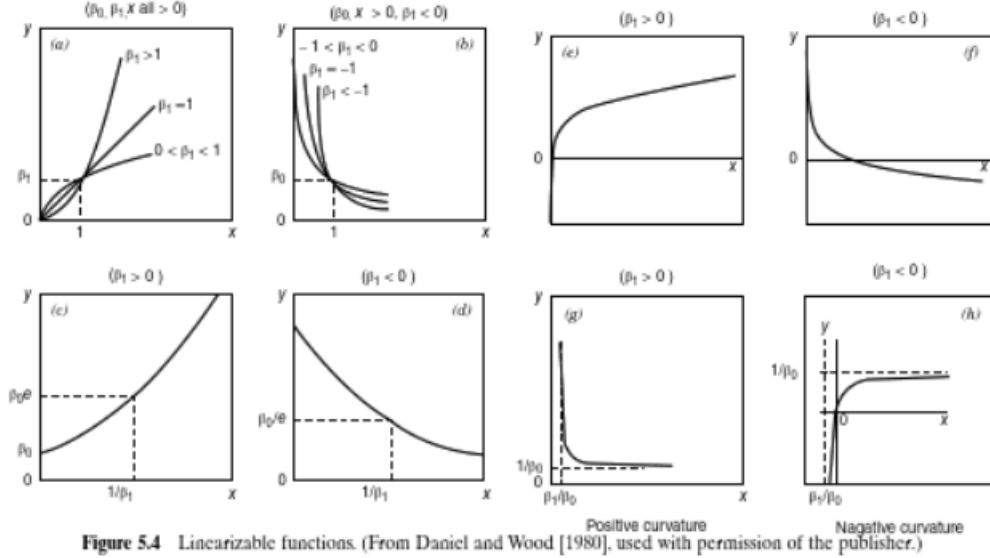 (β₀, β₁, x all > 0)
y
(a)
β₁ > 1
β₁ = 1
0 < β₁ < 1
β₁
0
1
x
(β₀, x > 0, β₁ < 0)
y
(b)
- 1 < β₁ < 0
β₁ = -1
β₁ < -1
β₀
0
1
x
(β₁ > 0 )
y
(e)
0
x
(β₁ < 0 )
y
(f)
0
x
(β₁ > 0 )
y
(c)
β₀e
β₀
0
1/β₁
x
(β₁ < 0 )
y
(d)
β₀/e
0
1/β₁
x
(β₁ > 0 )
y
(g)
1/β₀
0
β₁/β₀
x
Positive curvature
(β₁ < 0 )
(h)
y
1/β₀
0
x
β₁/β₀
Nagative curvature
Figure 5.4 Linearizable functions. (From Daniel and Wood [1980], used with permission of the publisher.)